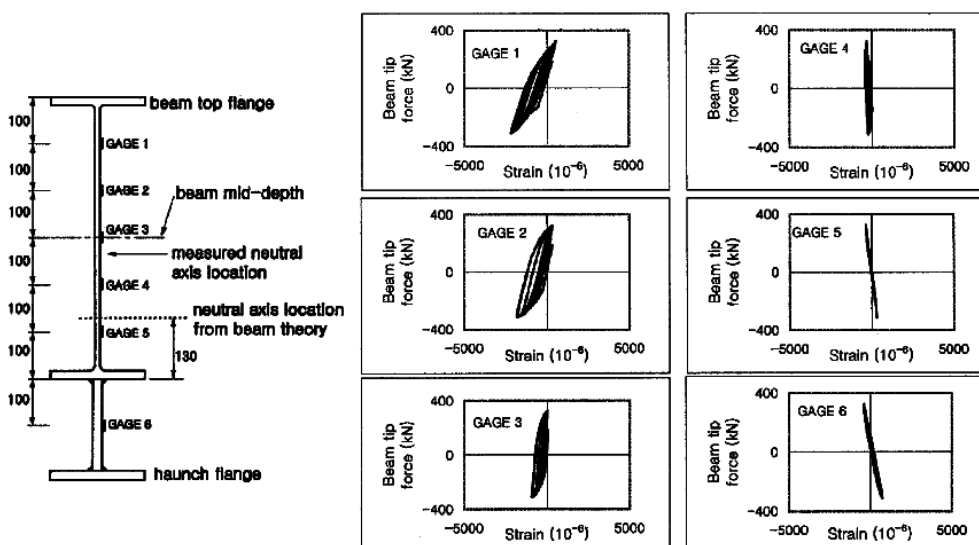 beam top flange
100
GAGE 1
100
GAGE 2
beam mid-depth
100
GAGE 3
measured neutral
axis location
100
GAGE 4
neutral axis location
from beam theory
100
GAGE 5
130
100
100
GAGE 6
haunch flange
GAGE 1
Beam tip
force (kN)
400
0
-400
-5000
Strain (10⁻⁶)
5000
GAGE 4
Beam tip
force (kN)
400
0
-400
-5000
0
Strain (10⁻⁶)
5000
GAGE 2
Beam tip
force (kN)
400
0
-400
-5000
0
5000
Strain (10⁻⁶)
GAGE 5
Beam tip
force (kN)
400
0
-400
-5000
0
5000
Strain (10⁻⁶)
GAGE 3
Beam tip
force (kN)
400
0
-400
-5000
0
5000
Strain (10⁻⁶)
GAGE 6
Beam tip
force (kN)
400
0
-400
-5000
0
5000
Strain (10⁻⁶)